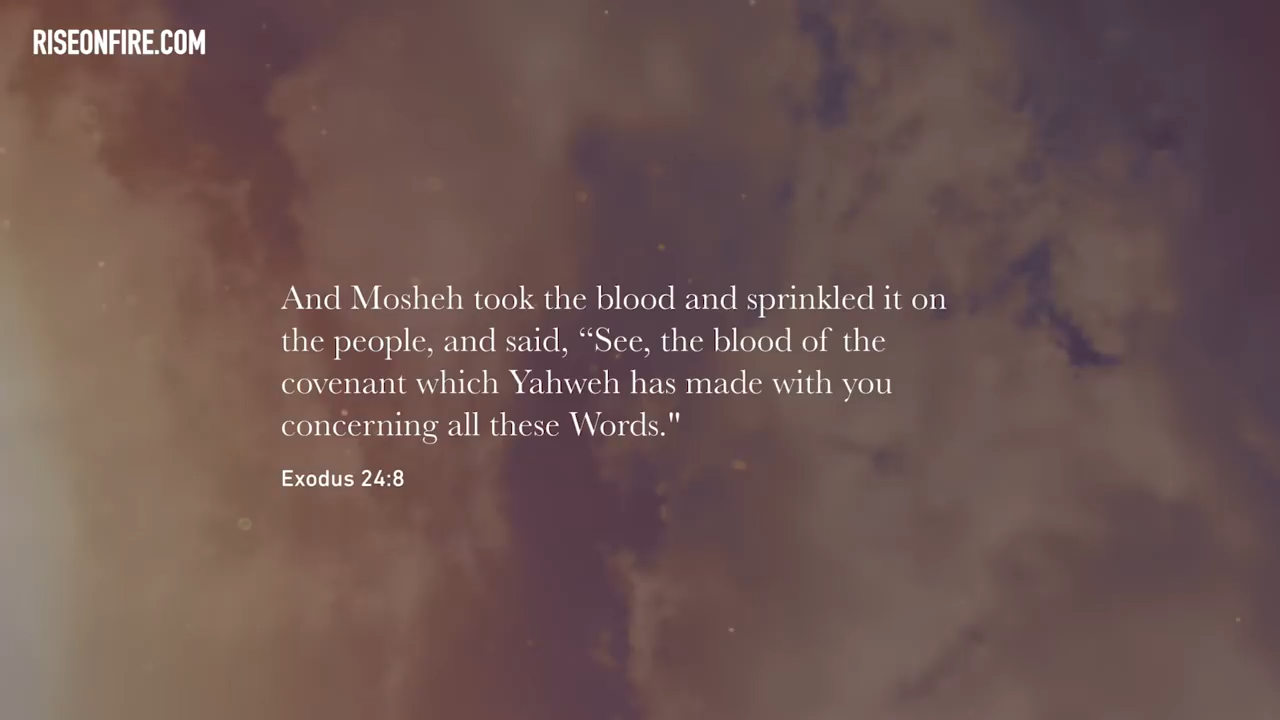 RISEONFIRE.COM
And Mosheh took the blood and sprinkled it on
the people, and said, “See, the blood of the
covenant which Yahweh has made with you
concerning all these Words."
Exodus 24:8